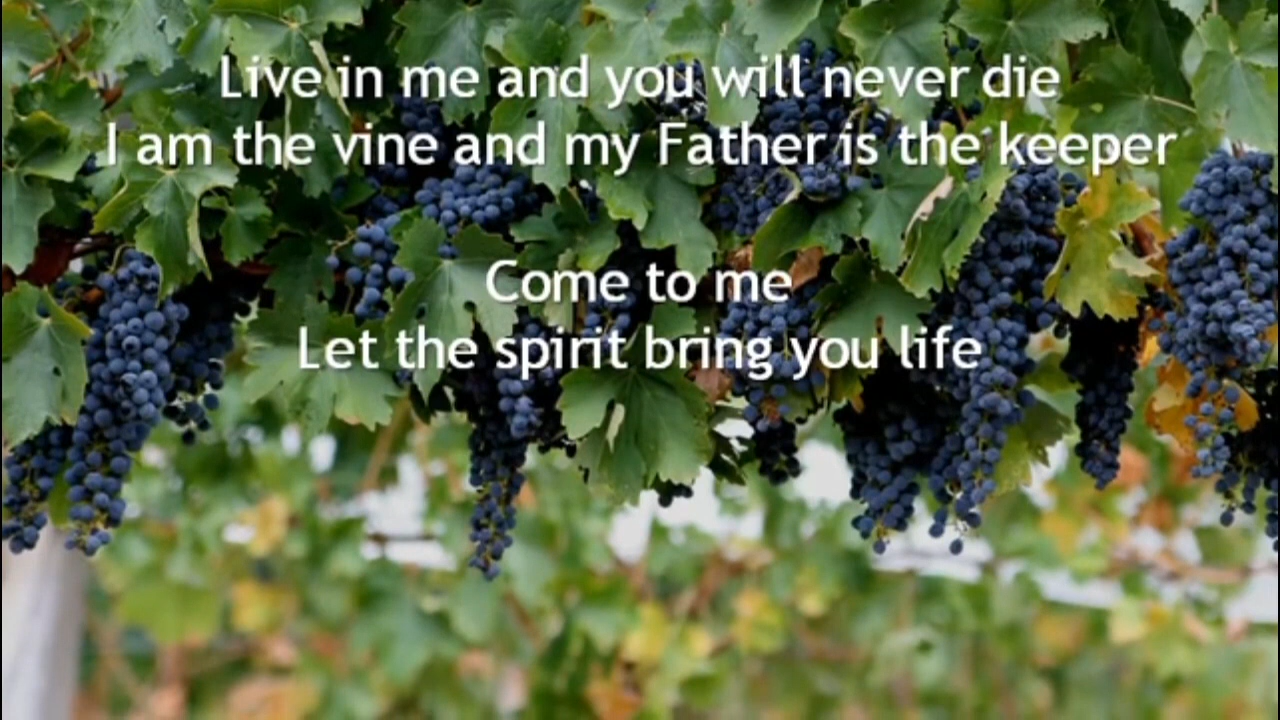 Live in me and you will never die
I am the vine and my Father is the keeper
Come to me
Let the spirit bring you life